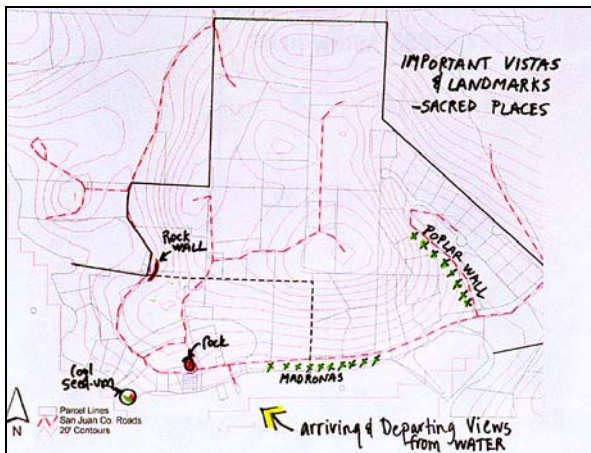 IMPORTANT VISTAS
& LANDMARKS
-SACRED PLACES
ROCK
WALL
POPLAR WALL
Rock
MADRONAS
Parcel Lines
San Juan Co. Roads
20' Contours
N
Arriving & Departing Views
from WATER